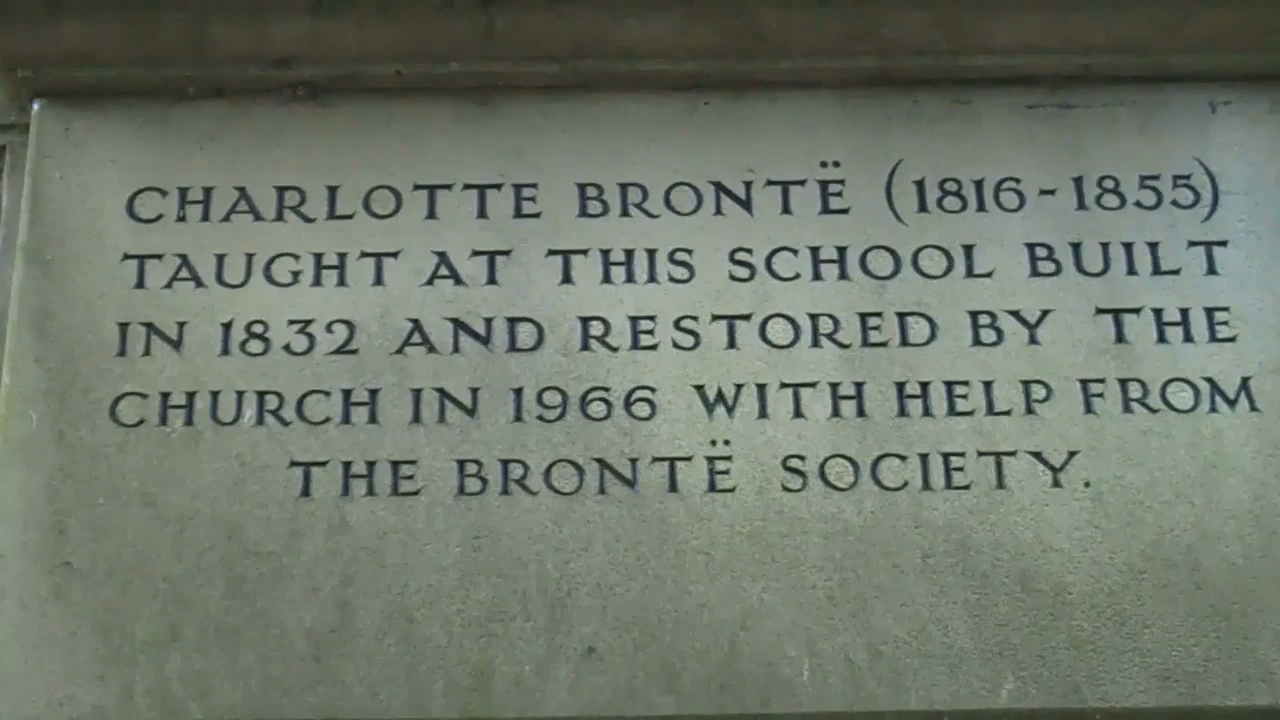 CHARLOTTE BRONTË (1816-1855)
TAUGHT AT THIS SCHOOL BUILT
IN 1832 AND RESTORED BY THE
CHURCH IN 1966 WITH HELP FROM
THE BRONTË SOCIETY.